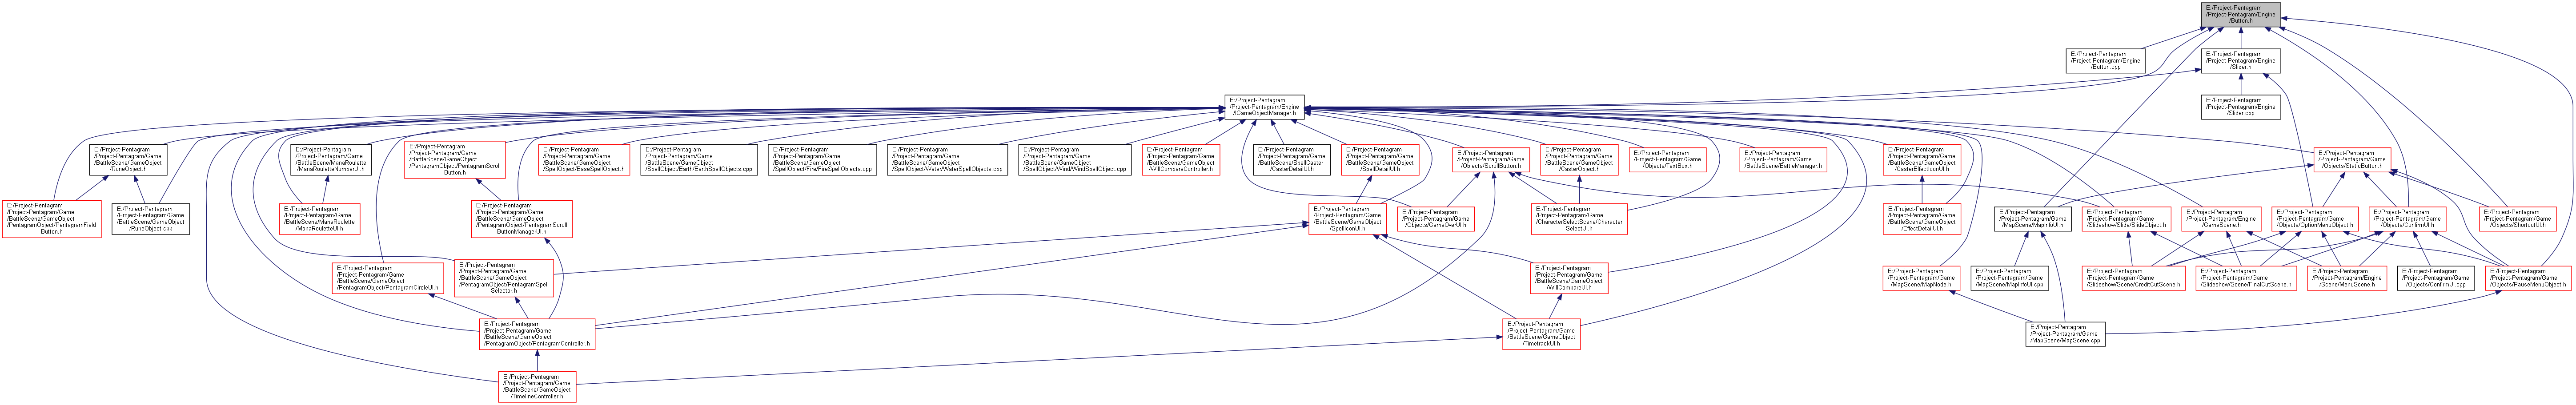 E:/Project-Pentagram
/Project-Pentagram/Engine
/Button.h
E:/Project-Pentagram
/Project-Pentagram/Engine
/Button.cpp
E:/Project-Pentagram
/Project-Pentagram/Engine
/Slider.h
E:/Project-Pentagram
/Project-Pentagram/Engine
/IGameObjectManager.h
E:/Project-Pentagram
/Project-Pentagram/Engine
/Slider.cpp
E:/Project-Pentagram
/Project-Pentagram/Game
/BattleScene/GameObject
/RuneObject.h
E:/Project-Pentagram
/Project-Pentagram/Game
/BattleScene/ManaRoulette
/ManaRouletteNumberUI.h
E:/Project-Pentagram
/Project-Pentagram/Game
/BattleScene/GameObject
/PentagramObject/PentagramScroll
Button.h
E:/Project-Pentagram
/Project-Pentagram/Game
/BattleScene/GameObject
/SpellObject/BaseSpellObject.h
E:/Project-Pentagram
/Project-Pentagram/Game
/BattleScene/GameObject
/SpellObject/Earth/EarthSpellObjects.cpp
E:/Project-Pentagram
/Project-Pentagram/Game
/BattleScene/GameObject
/SpellObject/Fire/FireSpellObjects.cpp
E:/Project-Pentagram
/Project-Pentagram/Game
/BattleScene/GameObject
/SpellObject/Water/WaterSpellObjects.cpp
E:/Project-Pentagram
/Project-Pentagram/Game
/BattleScene/GameObject
/SpellObject/Wind/WindSpellObject.cpp
E:/Project-Pentagram
/Project-Pentagram/Game
/BattleScene/GameObject
/WillCompareController.h
E:/Project-Pentagram
/Project-Pentagram/Game
/BattleScene/SpellCaster
/CasterDetailUI.h
E:/Project-Pentagram
/Project-Pentagram/Game
/BattleScene/GameObject
/SpellDetailUI.h
E:/Project-Pentagram
/Project-Pentagram/Game
/Objects/ScrollButton.h
E:/Project-Pentagram
/Project-Pentagram/Game
/BattleScene/GameObject
/CasterObject.h
E:/Project-Pentagram
/Project-Pentagram/Game
/Objects/TextBox.h
E:/Project-Pentagram
/Project-Pentagram/Game
/BattleScene/BattleManager.h
E:/Project-Pentagram
/Project-Pentagram/Game
/BattleScene/GameObject
/CasterEffectIconUI.h
E:/Project-Pentagram
/Project-Pentagram/Game
/Objects/StaticButton.h
E:/Project-Pentagram
/Project-Pentagram/Game
/BattleScene/GameObject
/PentagramObject/PentagramField
Button.h
E:/Project-Pentagram
/Project-Pentagram/Game
/BattleScene/GameObject
/RuneObject.cpp
E:/Project-Pentagram
/Project-Pentagram/Game
/BattleScene/ManaRoulette
/ManaRouletteUI.h
E:/Project-Pentagram
/Project-Pentagram/Game
/BattleScene/GameObject
/PentagramObject/PentagramScroll
ButtonManagerUI.h
E:/Project-Pentagram
/Project-Pentagram/Game
/BattleScene/GameObject
/SpellIconUI.h
E:/Project-Pentagram
/Project-Pentagram/Game
/Objects/GameOverUI.h
E:/Project-Pentagram
/Project-Pentagram/Game
/CharacterSelectScene/Character
SelectUI.h
E:/Project-Pentagram
/Project-Pentagram/Game
/BattleScene/GameObject
/EffectDetailUI.h
E:/Project-Pentagram
/Project-Pentagram/Game
/MapScene/MapInfoUI.h
E:/Project-Pentagram
/Project-Pentagram/Game
/Slideshow/Slide/SlideObject.h
E:/Project-Pentagram
/Project-Pentagram/Engine
/GameScene.h
E:/Project-Pentagram
/Project-Pentagram/Game
/Objects/OptionMenuObject.h
E:/Project-Pentagram
/Project-Pentagram/Game
/Objects/ConfirmUI.h
E:/Project-Pentagram
/Project-Pentagram/Game
/Objects/ShortcutUI.h
E:/Project-Pentagram
/Project-Pentagram/Game
/BattleScene/GameObject
/PentagramObject/PentagramCircleUI.h
E:/Project-Pentagram
/Project-Pentagram/Game
/BattleScene/GameObject
/PentagramObject/PentagramSpell
Selector.h
E:/Project-Pentagram
/Project-Pentagram/Game
/BattleScene/GameObject
/WillCompareUI.h
E:/Project-Pentagram
/Project-Pentagram/Game
/MapScene/MapNode.h
E:/Project-Pentagram
/Project-Pentagram/Game
/MapScene/MapInfoUI.cpp
E:/Project-Pentagram
/Project-Pentagram/Game
/Slideshow/Scene/CreditCutScene.h
E:/Project-Pentagram
/Project-Pentagram/Game
/Slideshow/Scene/FinalCutScene.h
E:/Project-Pentagram
/Project-Pentagram/Engine
/Scene/MenuScene.h
E:/Project-Pentagram
/Project-Pentagram/Game
/Objects/ConfirmUI.cpp
E:/Project-Pentagram
/Project-Pentagram/Game
/Objects/PauseMenuObject.h
E:/Project-Pentagram
/Project-Pentagram/Game
/BattleScene/GameObject
/PentagramObject/PentagramController.h
E:/Project-Pentagram
/Project-Pentagram/Game
/BattleScene/GameObject
/TimetrackUI.h
E:/Project-Pentagram
/Project-Pentagram/Game
/MapScene/MapScene.cpp
E:/Project-Pentagram
/Project-Pentagram/Game
/BattleScene/GameObject
/TimelineController.h